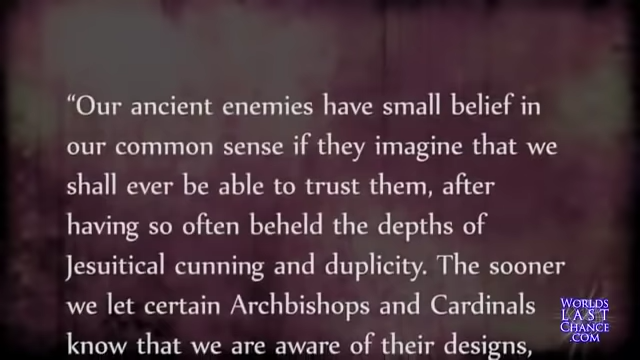 “Our ancient enemies have small belief in
our common sense if they imagine that we
shall ever be able to trust them, after
having so often beheld the depths of
Jesuitical cunning and duplicity. The sooner
we let certain Archbishops and Cardinals
know that we are aware of their designs,
WORLDS
LAST
CHANCE
.COM